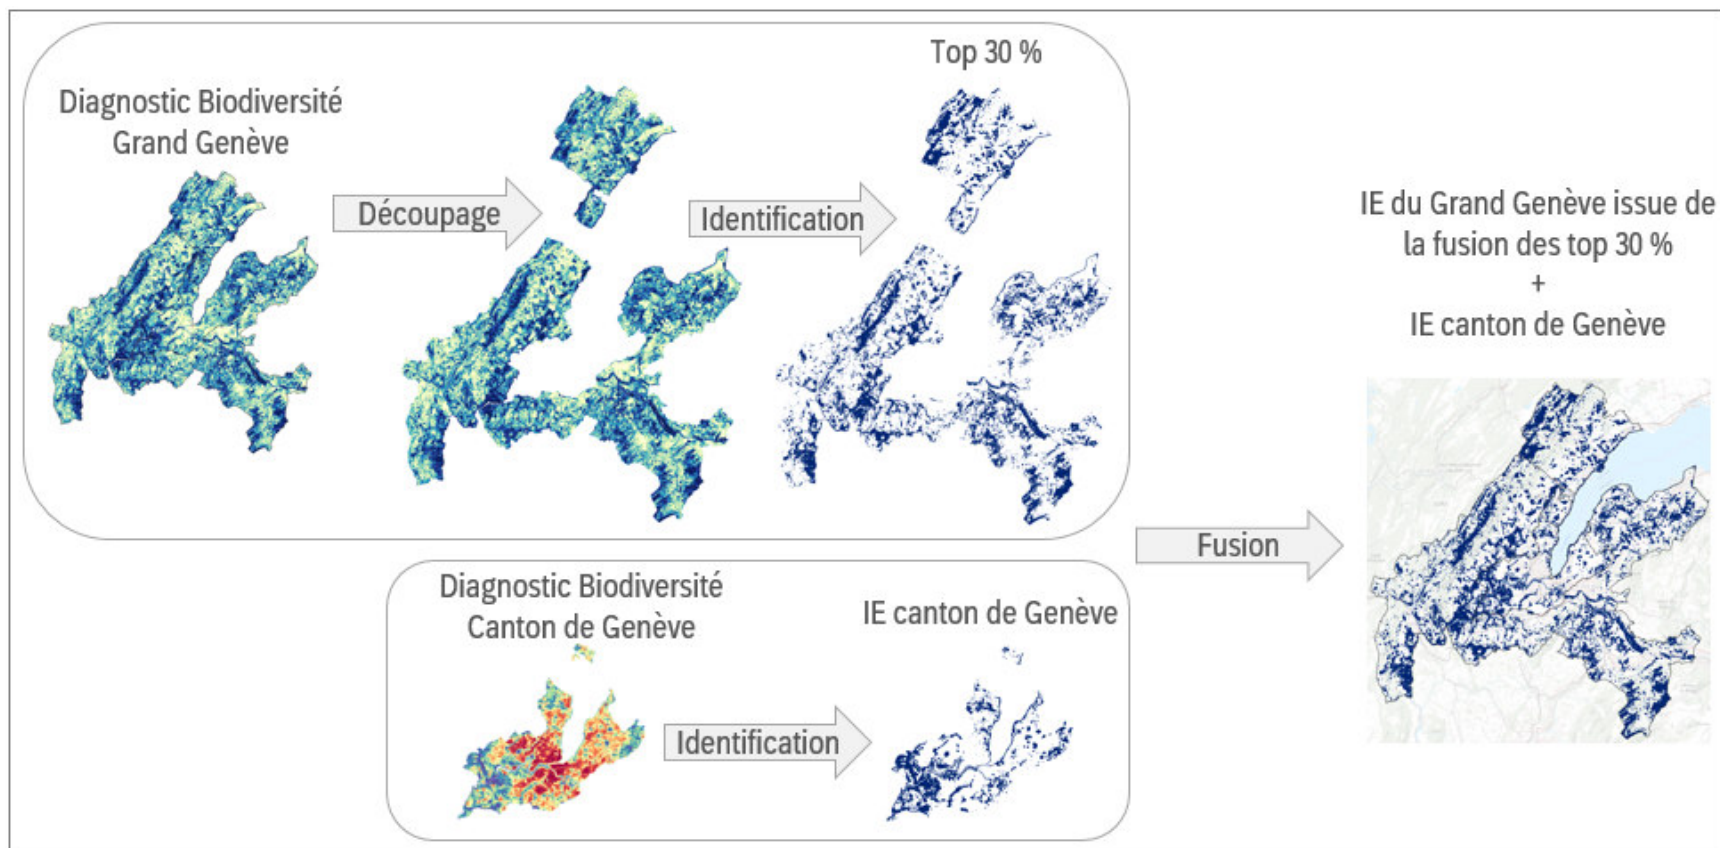 Diagnostic Biodiversité
Grand Genève
Découpage
Identification
Top 30 %
Diagnostic Biodiversité
Canton de Genève
Identification
IE canton de Genève
Fusion
IE du Grand Genève issue de
la fusion des top 30 %
+
IE canton de Genève